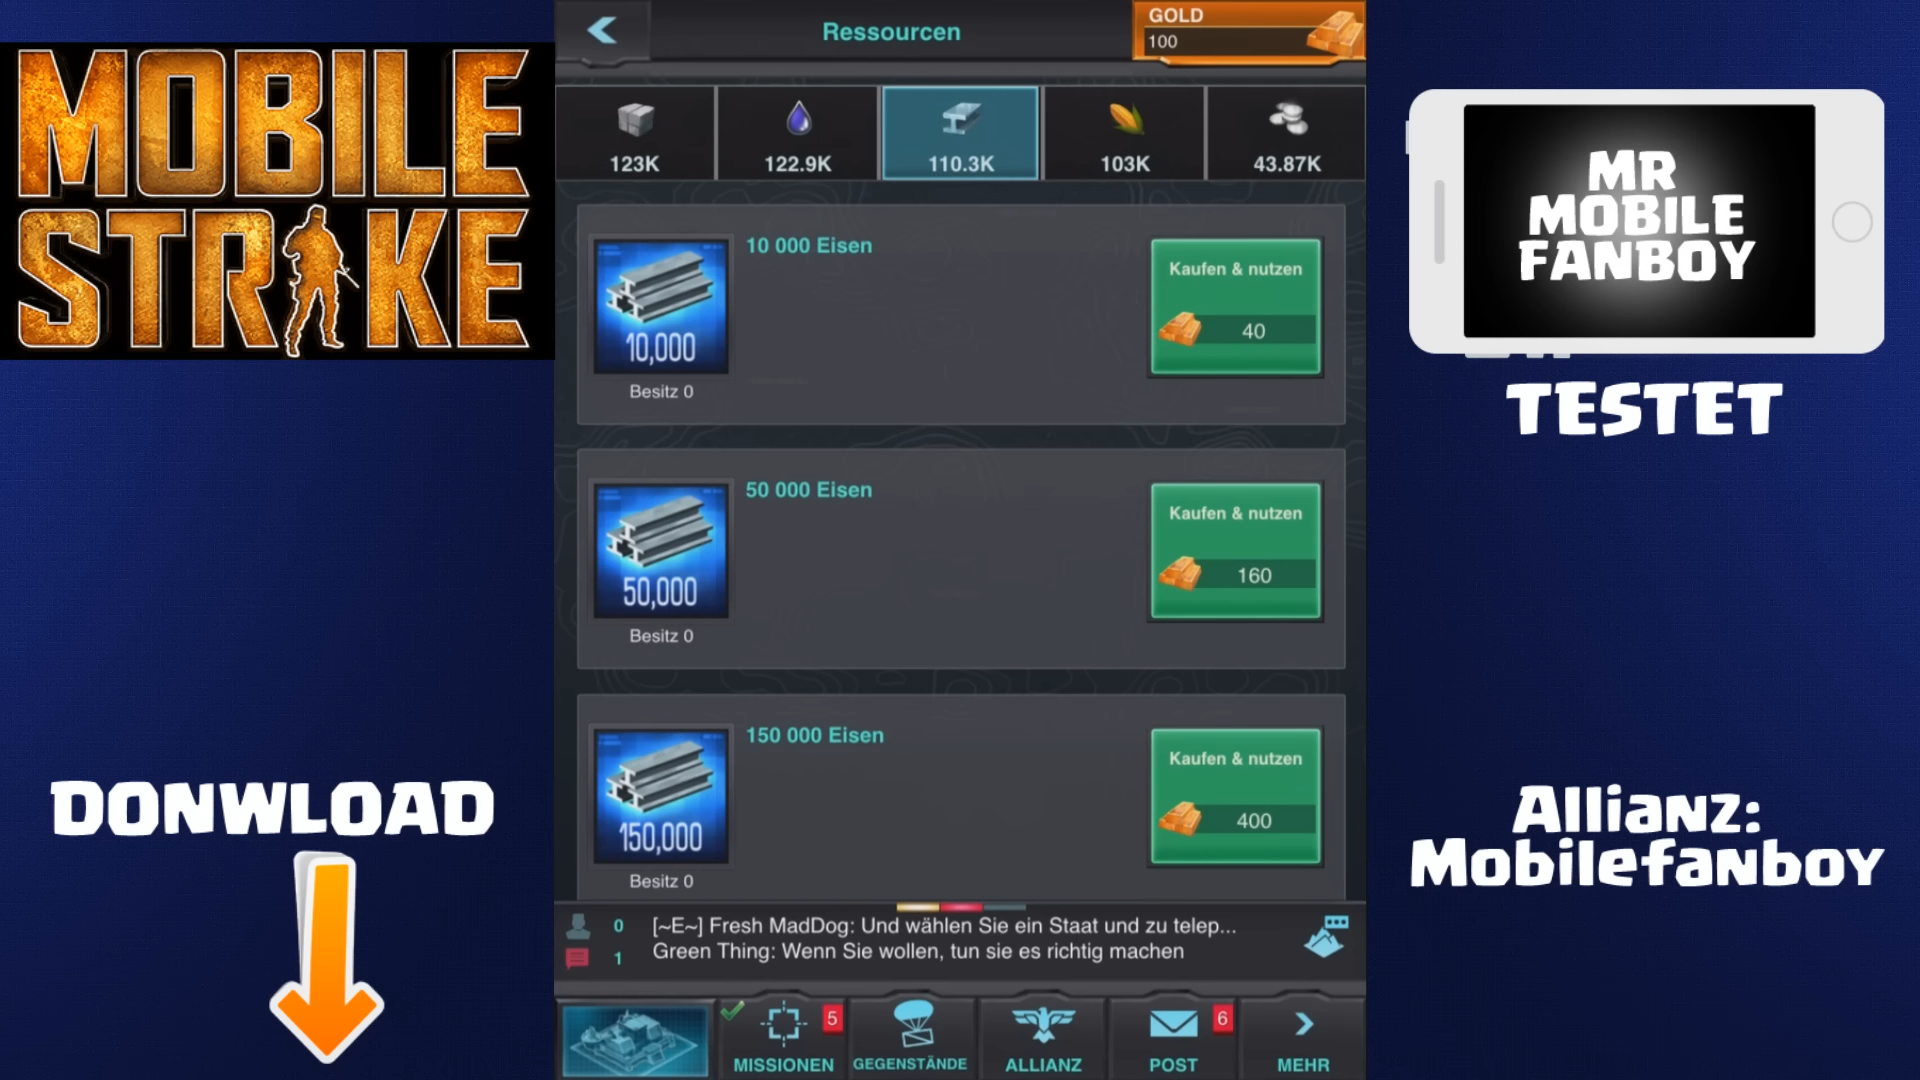 MOBILE
STRIKE
DONWLOAD
Ressourcen
GOLD
100
123K
122.9K
110.3K
103K
43.87K
10 000 Eisen
10,000
Besitz 0
Kaufen & nutzen
40
50 000 Eisen
50,000
Besitz 0
Kaufen & nutzen
160
150 000 Eisen
150,000
Besitz 0
Kaufen & nutzen
400
0
[~E~] Fresh MadDog: Und wählen Sie ein Staat und zu telep...
1
Green Thing: Wenn Sie wollen, tun sie es richtig machen
5
MISSIONEN
GEGENSTÄNDE
ALLIANZ
6
POST
MEHR
MR
MOBILE
FANBOY
TESTET
Allianz:
Mobilefanboy